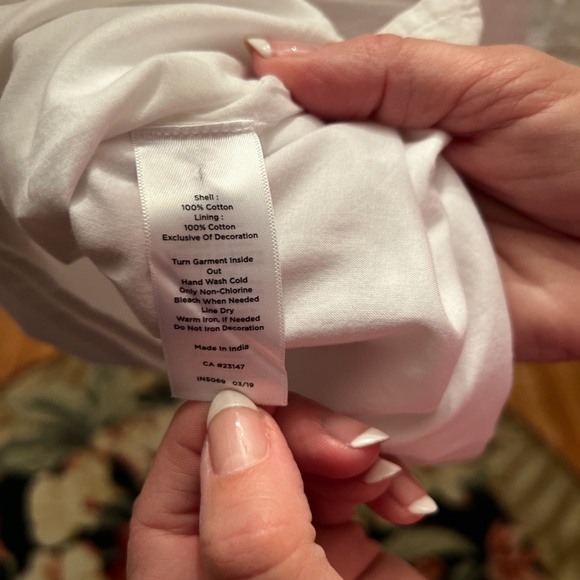 Shell :
100% Cotton
Lining :
100% Cotton
Exclusive Of Decoration
Turn Garment Inside
Out
Hand Wash Cold
Only Non-Chlorine
Bleach When Needed
Line Dry
Warm Iron, If Needed
Do Not Iron Decoration
Made In India
CA #23147
IN5069 03/19